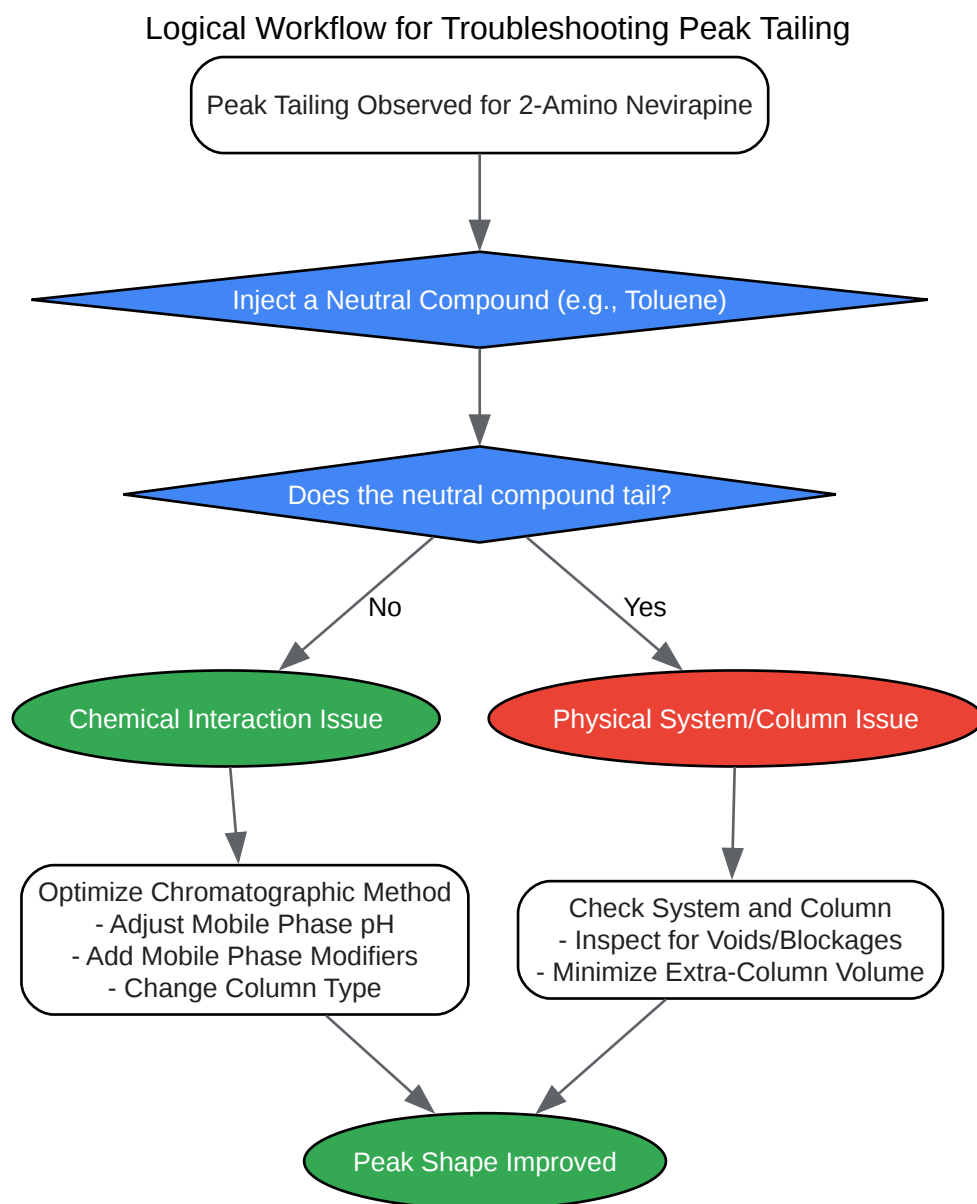 Logical Workflow for Troubleshooting Peak Tailing
Peak Tailing Observed for 2-Amino Nevirapine
Inject a Neutral Compound (e.g., Toluene)
Does the neutral compound tail?
No
Yes
Chemical Interaction Issue
Physical System/Column Issue
Optimize Chromatographic Method
- Adjust Mobile Phase pH
- Add Mobile Phase Modifiers
- Change Column Type
Check System and Column
- Inspect for Voids/Blockages
- Minimize Extra-Column Volume
Peak Shape Improved